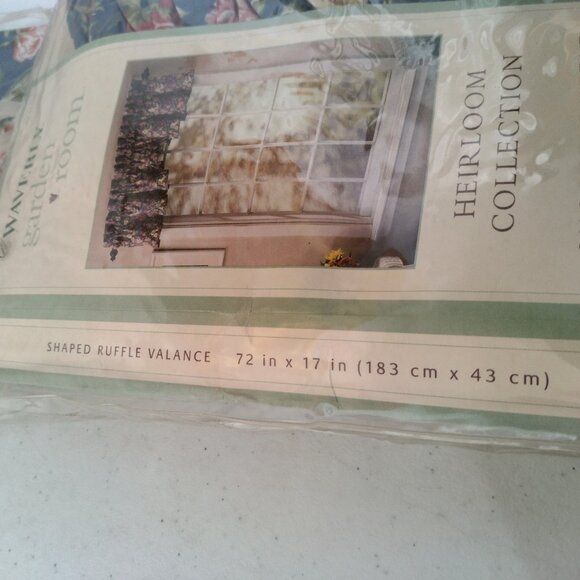 WAVERLY
garden
room
HEIRLOOM
COLLECTION
SHAPED RUFFLE VALANCE 72 in x 17 in (183 cm x 43 cm)